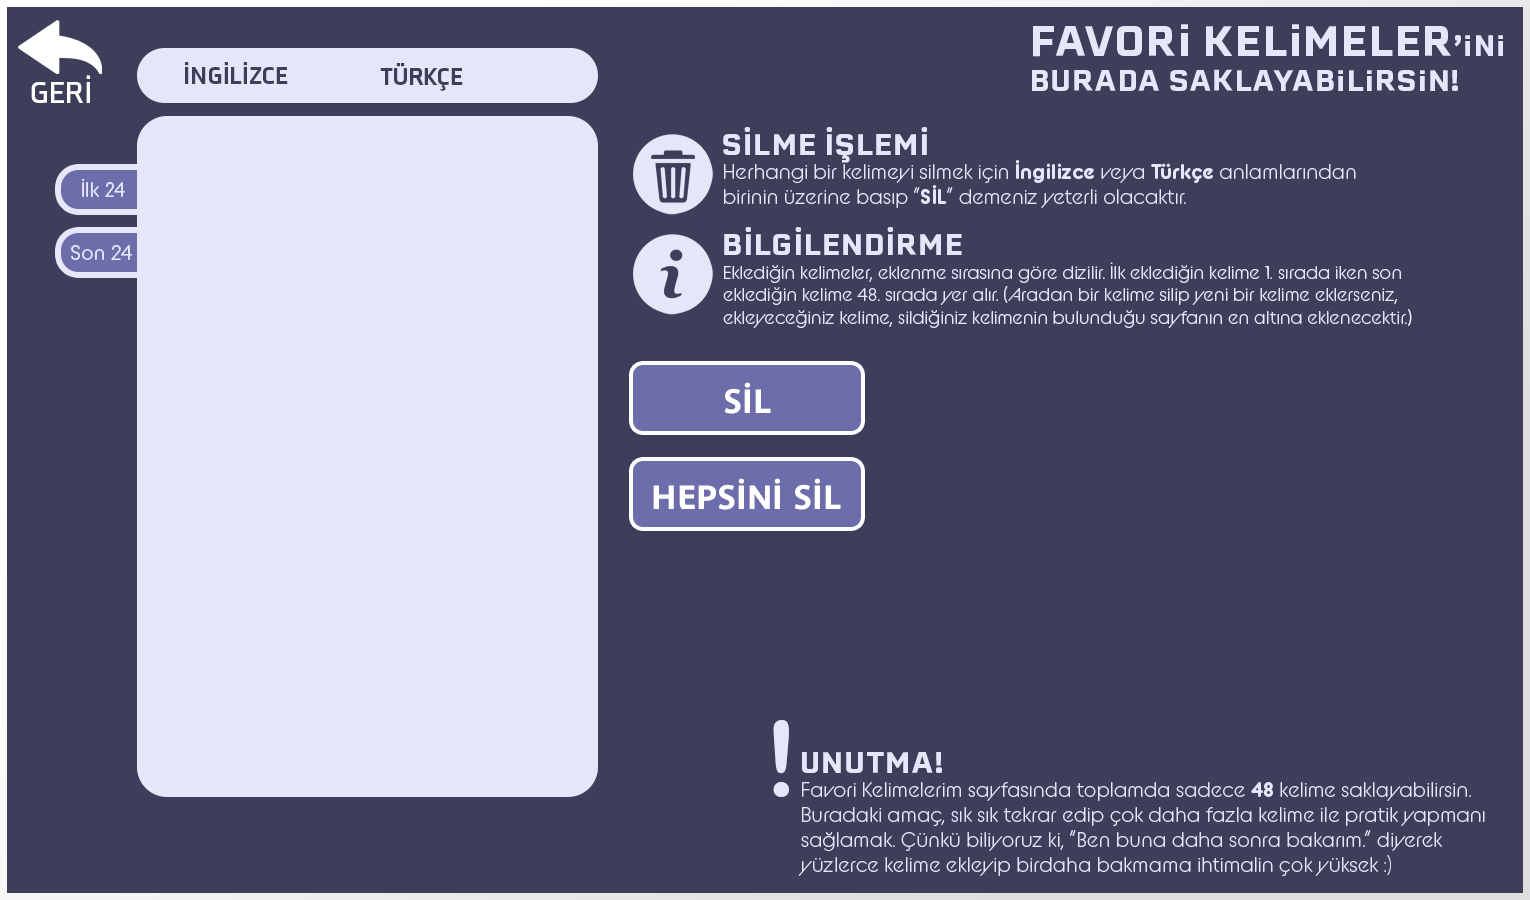 GERİ
İNGİLİZCE TÜRKÇE
İlk 24
Son 24
FAVORi KELiMELER'iNi
BURADA SAKLAYABiLiRSiN!
SİLME İŞLEMİ
Herhangi bir kelimeyi silmek için İngilizce veya Türkçe anlamlarından
birinin üzerine basıp "SİL" demeniz yeterli olacaktır.
BİLGİLENDİRME
Eklediğin kelimeler, eklenme sırasına göre dizilir. İlk eklediğin kelime 1. sırada iken son
eklediğin kelime 48. sırada yer alır. (Aradan bir kelime silip yeni bir kelime eklerseniz,
ekleyeceğiniz kelime, sildiğiniz kelimenin bulunduğu sayfanın en altına eklenecektir.)
SİL
HEPSİNİ SİL
! UNUTMA!
Favori Kelimelerim sayfasında toplamda sadece 48 kelime saklayabilirsin.
Buradaki amaç, sık sık tekrar edip çok daha fazla kelime ile pratik yapmanı
sağlamak. Çünkü biliyoruz ki, "Ben buna daha sonra bakarım." diyerek
yüzlerce kelime ekleyip birdaha bakmama ihtimalin çok yüksek :)